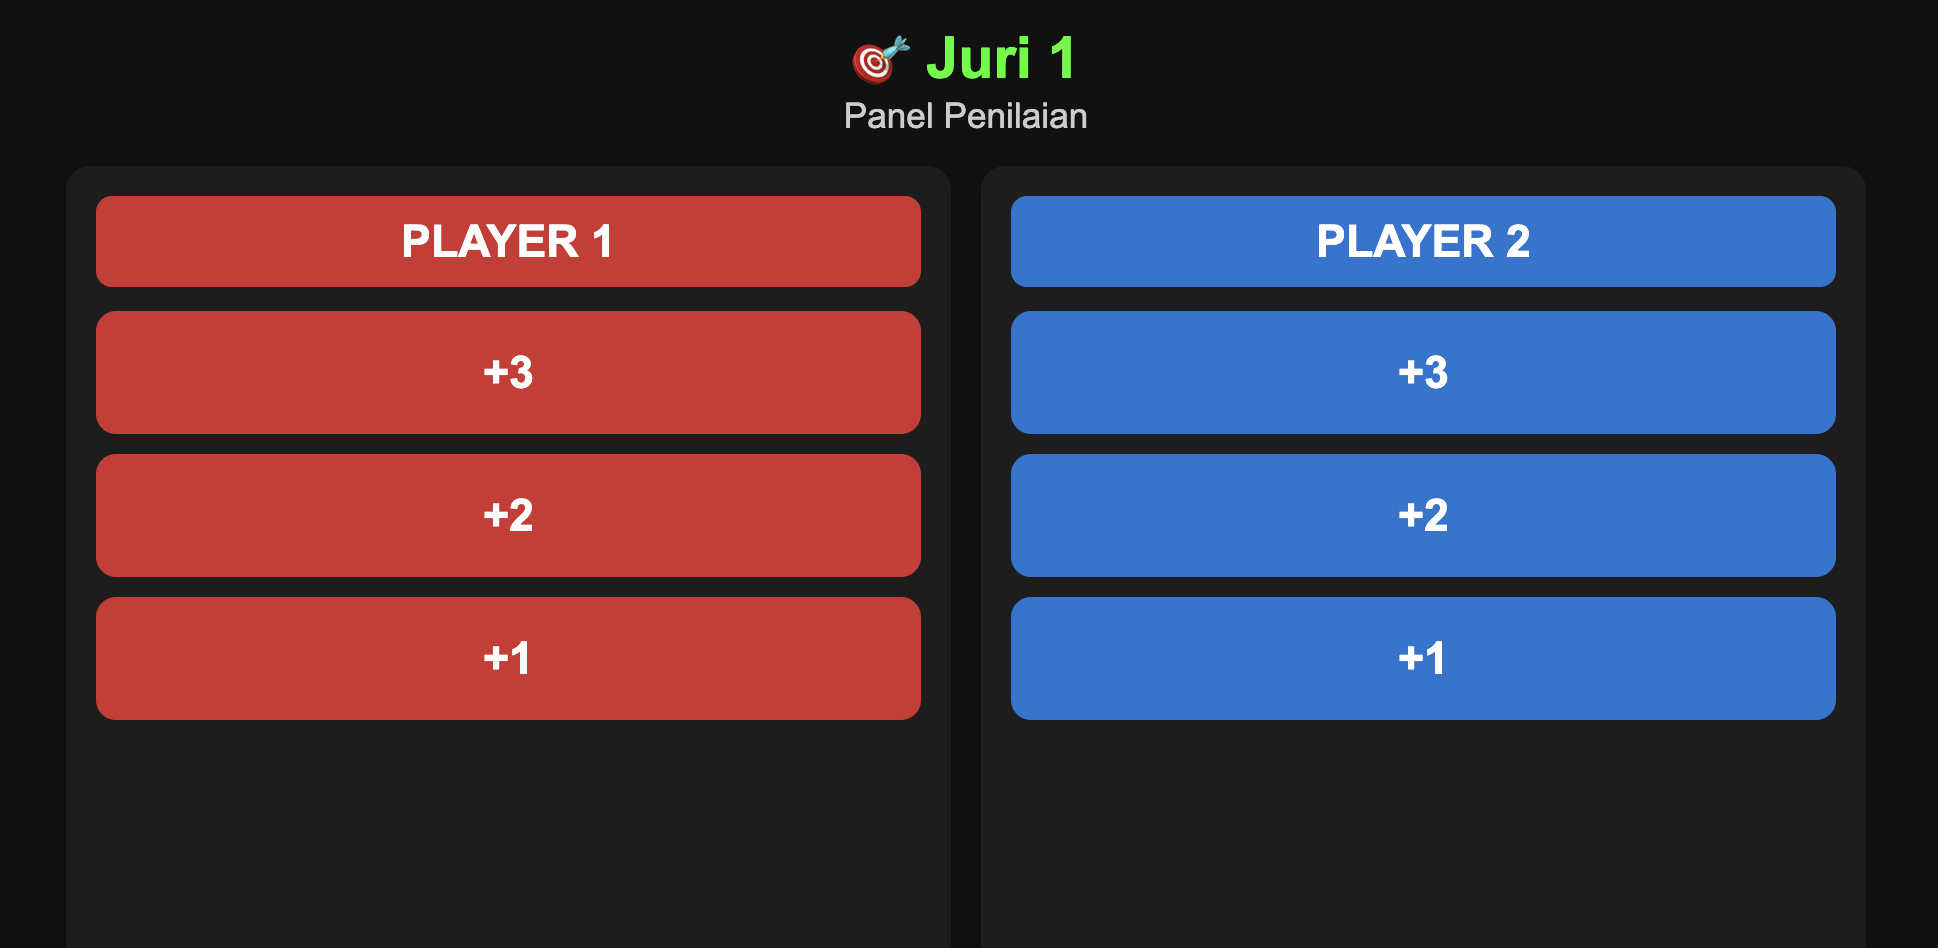 Juri 1
Panel Penilaian
PLAYER 1
+3
+2
+1
PLAYER 2
+3
+2
+1